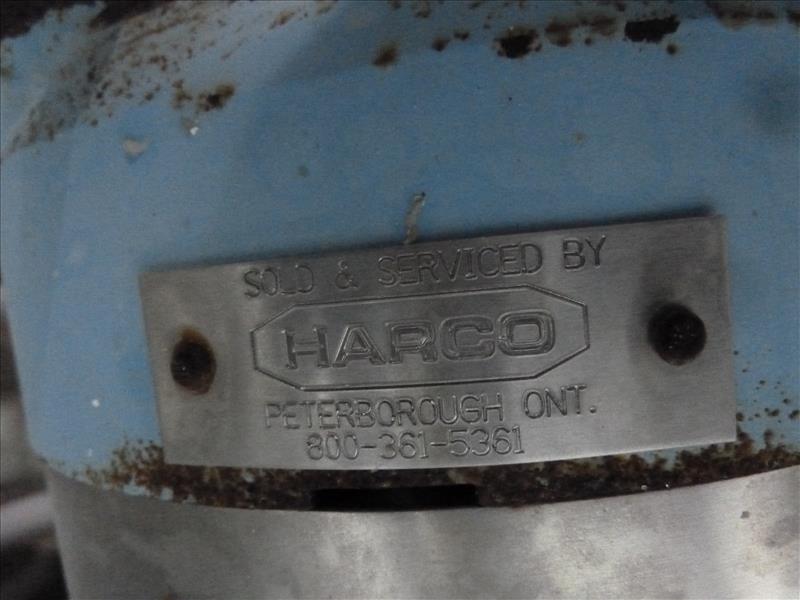 SOLD & SERVICED BY
HARCO
PETERBOROUGH ONT.
800-361-5361